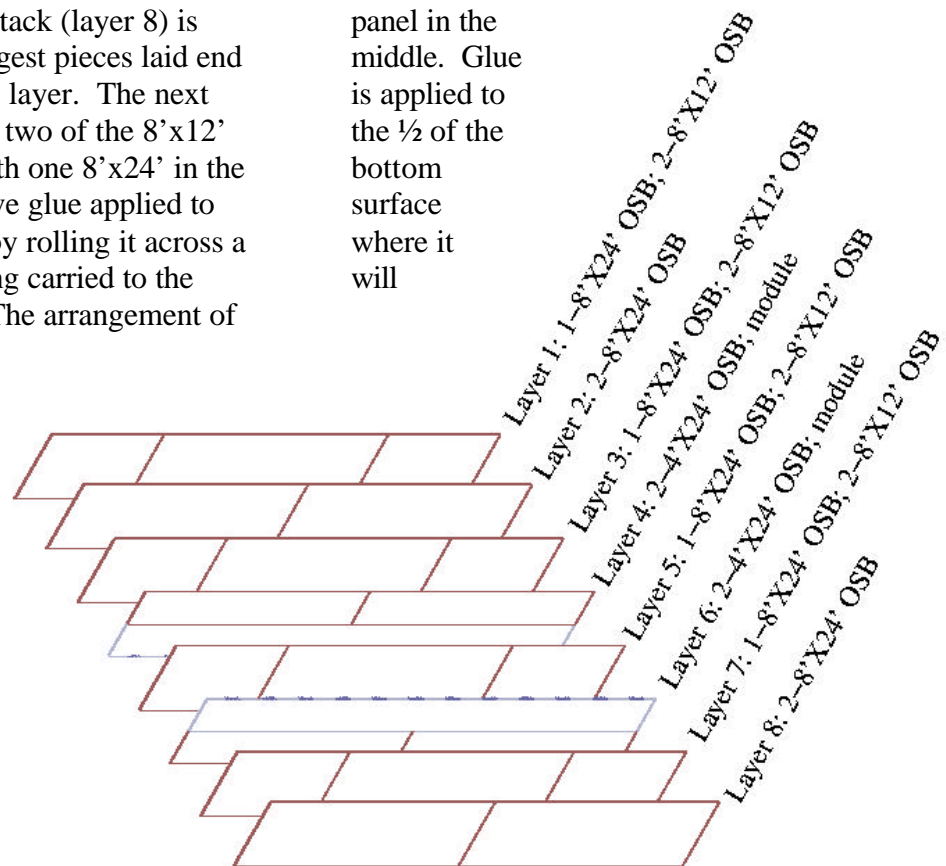 tack (layer 8) is
gest pieces laid end
layer. The next
two of the 8’x12’
th one 8’x24’ in the
ve glue applied to
by rolling it across a
ng carried to the
The arrangement of
panel in the
middle. Glue
is applied to
the ½ of the
bottom
surface
where it
will
Layer 1: 1–8’X24’ OSB; 2–8’X12’ OSB
Layer 2: 2–8’X24’ OSB
Layer 3: 1–8’X24’ OSB; 2–8’X12’ OSB
Layer 4: 2–4’X24’ OSB; module
Layer 5: 1–8’X24’ OSB; 2–8’X12’ OSB
Layer 6: 2–4’X24’ OSB; module
Layer 7: 1–8’X24’ OSB; 2–8’X12’ OSB
Layer 8: 2–8’X24’ OSB